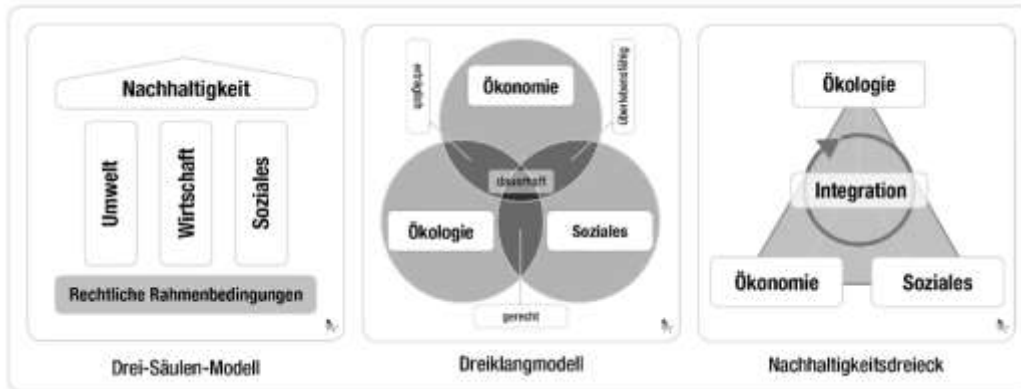 Nachhaltigkeit
Umwelt
Wirtschaft
Soziales
Rechtliche Rahmenbedingungen
Drei-Säulen-Modell
erträglich
Ökonomie
überlebensfähig
dauerhaft
Ökologie
Soziales
gerecht
Dreiklangmodell
Ökologie
Integration
Ökonomie
Soziales
Nachhaltigkeitsdreieck